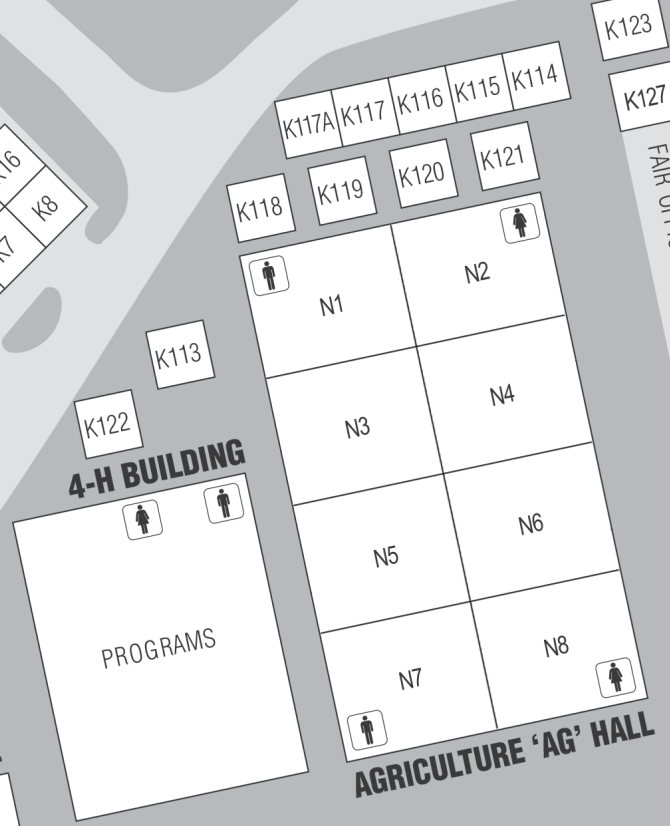 K123
K127
K114
K115
K116
K117
K117A
K121
K120
K119
K118
K8
K113
K122
N1
N2
N3
N4
N5
N6
N7
N8
4-H BUILDING
PROGRAMS
AGRICULTURE ‘AG’ HALL
FAIR